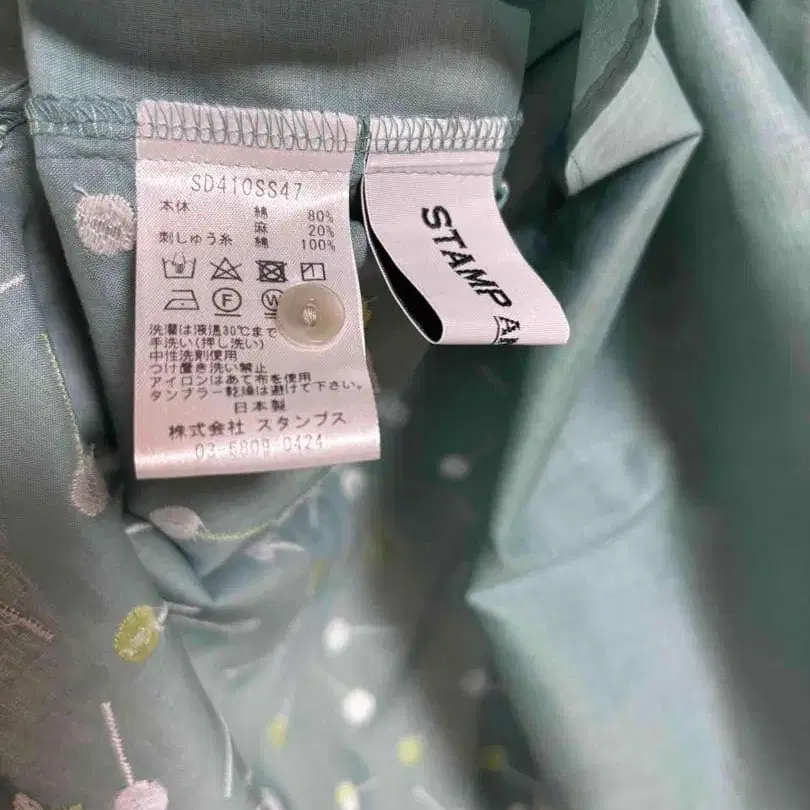 SD410SS47
本体 綿 80%
麻 20%
刺しゅう糸 綿 100%
F
W
洗濯は液温30℃まで
手洗い(押し洗い)
中性洗剤使用
つけ置き洗い禁止
アイロンはあて布を使用
タンブラー乾燥は避けて下さい。
日本製
株式会社 スタンプス
03-5809-0424
STAMP AN